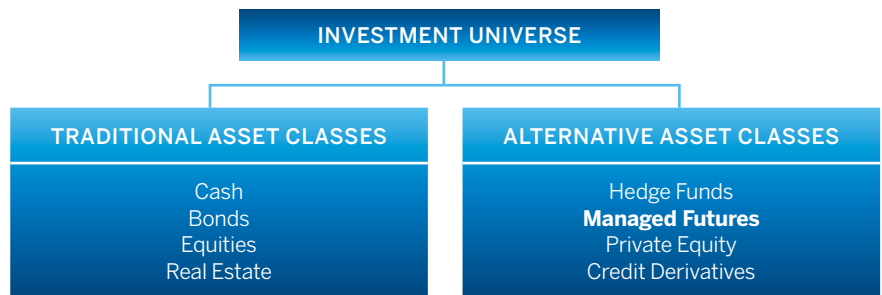 INVESTMENT UNIVERSE
TRADITIONAL ASSET CLASSES
Cash
Bonds
Equities
Real Estate
ALTERNATIVE ASSET CLASSES
Hedge Funds
Managed Futures
Private Equity
Credit Derivatives